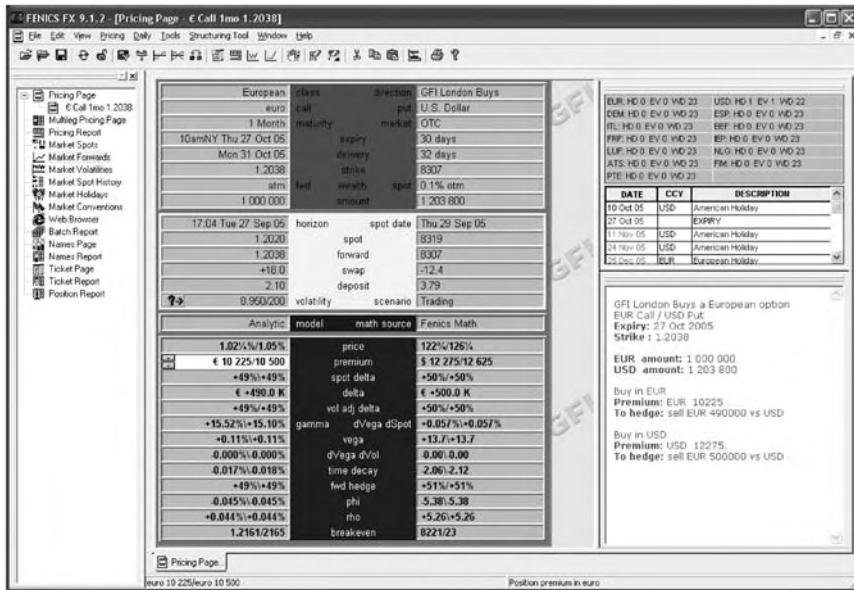 FENICS FX 9.1.2 - [Pricing Page - € Call 1mo 1.2038]
File Edit View Pricing Daily Tools Structuring Tool Window Help
Pricing Page
€ Call 1mo 1.2038
Multileg Pricing Page
Pricing Report
Market Spots
Market Forwards
Market Volatilities
Market Spot History
Market Holidays
Market Conventions
Web Browser
Batch Report
Names Page
Names Report
Ticket Page
Ticket Report
Position Report
European class direction GFI London Buys
euro call put U.S. Dollar
1 Month maturity market OTC
10amNY Thu 27 Oct 05 expiry 30 days
Mon 31 Oct 05 delivery 32 days
1.2038 strike 8307
atm fwd wealth spot 0.1% otm
1 000 000 amount 1 203 800
17:04 Tue 27 Sep 05 horizon spot date Thu 29 Sep 05
1.2020 spot 8319
1.2038 forward 8307
+18.0 swap -12.4
2.10 deposit 3.79
8.950/200 volatility scenario Trading
Analytic model math source Fenics Math
1.02¼%/1.05% price 122¾/126¼
€ 10 225/10 500 premium $ 12 275/12 625
+49%\+49% spot delta +50%/+50%
€ +490.0 K delta € +500.0 K
+49%/+49% vol adj delta +50%/+50%
+15.52%\+15.10% gamma dVega dSpot +0.057%\+0.057%
+0.11%\+0.11 vega +13.7\+13.7
-0.000%\-0.000% dVega dVol -0.00\-0.00
-0.017%\-0.018% time decay -2.06\-2.12
+49%\+49% fwd hedge +51%/+51%
-0.045%\-0.045% phi -5.38\-5.38
+0.044%\+0.044% rho +5.26\+5.26
1.2161/2165 breakeven 8221/23
GFI
GFI
GFI
EUR: HD 0 EV 0 WD 23 USD: HD 1 EV 1 WD 22
DEM: HD 0 EV 0 WD 23 ESP: HD 0 EV 0 WD 23
ITL: HD 0 EV 0 WD 23 BEF: HD 0 EV 0 WD 23
FRF: HD 0 EV 0 WD 23 IEP: HD 0 EV 0 WD 23
LUF: HD 0 EV 0 WD 23 NLG: HD 0 EV 0 WD 23
ATS: HD 0 EV 0 WD 23 FIM: HD 0 EV 0 WD 23
PTE: HD 0 EV 0 WD 23
DATE CCY DESCRIPTION
10 Oct 05 USD American Holiday
27 Oct 05 EXPIRY
11 Nov 05 USD American Holiday
24 Nov 05 USD American Holiday
25 Dec 05 EUR European Holiday
GFI London Buys a European option
EUR Call / USD Put
Expiry: 27 Oct 2005
Strike : 1.2038
EUR amount: 1 000 000
USD amount: 1 203 800
Buy in EUR
Premium: EUR 10225
To hedge: sell EUR 490000 vs USD
Buy in USD
Premium: USD 12275.
To hedge: sell EUR 500000 vs USD
Pricing Page...
euro 10 225/euro 10 500
Position premium in euro